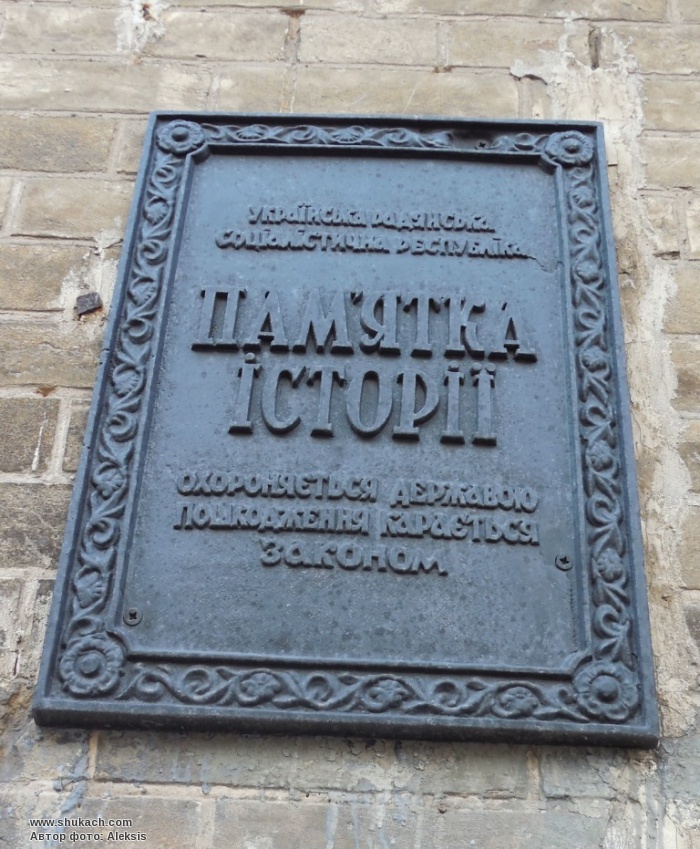 Українська Радянська
Соціалістична Республіка
ПАМ'ЯТКА
ІСТОРІЇ
охороняється державою
пошкодження карається
законом
www.shukach.com
Автор фото: Aleksis